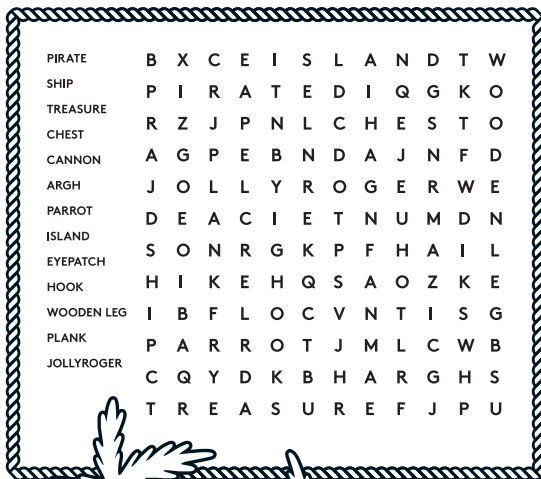 PIRATE
SHIP
TREASURE
CHEST
CANNON
ARGH
PARROT
ISLAND
EYEPATCH
HOOK
WOODEN LEG
PLANK
JOLLYROGER
B X C E I S L A N D T W
P I R A T E D I Q G K O
R Z J P N L C H E S T O
A G P E B N D A J N F D
J O L L Y R O G E R W E
D E A C I E T N U M D N
S O N R G K P F H A I L
H I K E H Q S A O Z K E
I B F L O C V N T I S G
P A R R O T J M L C W B
C Q Y D K B H A R G H S
T R E A S U R E F J P U